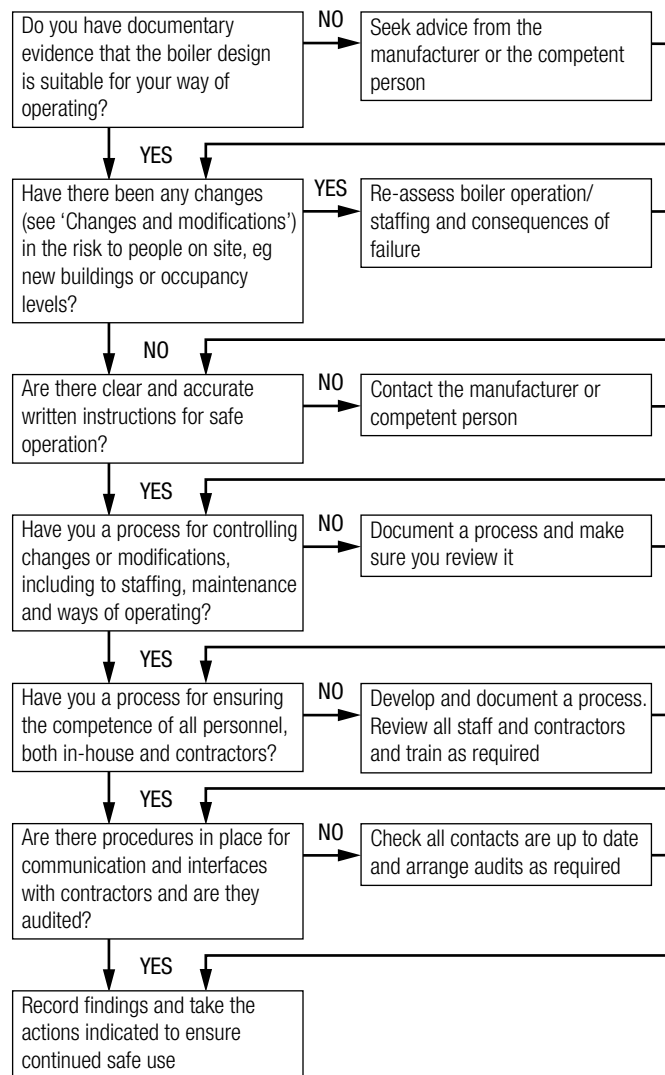 Do you have documentary
evidence that the boiler design
is suitable for your way of
operating?
NO
Seek advice from the
manufacturer or the competent
person
YES
Have there been any changes
(see ‘Changes and modifications’)
in the risk to people on site, eg
new buildings or occupancy
levels?
YES
Re-assess boiler operation/
staffing and consequences of
failure
NO
Are there clear and accurate
written instructions for safe
operation?
NO
Contact the manufacturer or
competent person
YES
Have you a process for controlling
changes or modifications,
including to staffing, maintenance
and ways of operating?
NO
Document a process and make
sure you review it
YES
Have you a process for ensuring
the competence of all personnel,
both in-house and contractors?
NO
Develop and document a process.
Review all staff and contractors
and train as required
YES
Are there procedures in place for
communication and interfaces
with contractors and are they
audited?
NO
Check all contacts are up to date
and arrange audits as required
YES
Record findings and take the
actions indicated to ensure
continued safe use